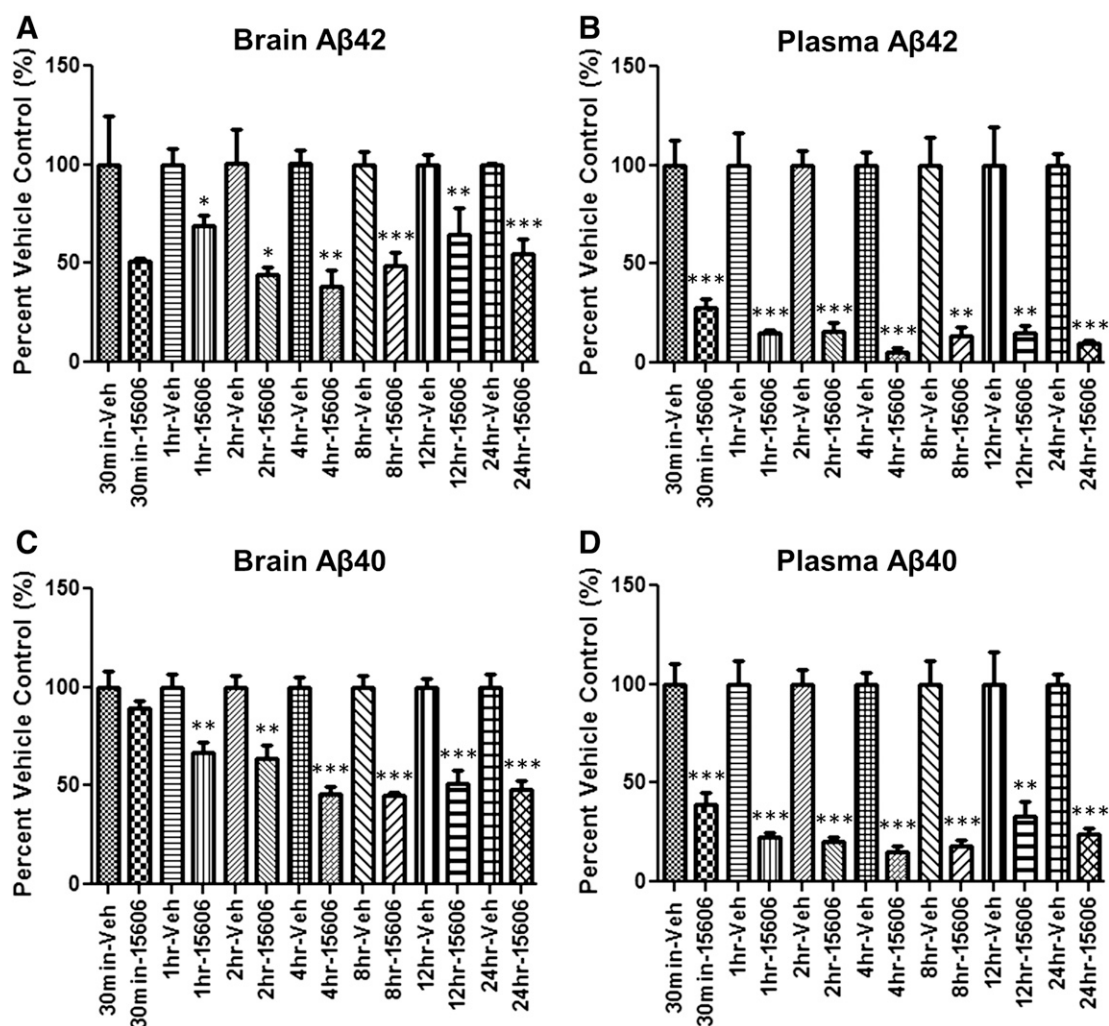 A
Brain Aβ42
Percent Vehicle Control (%)
150
100
50
0
*
*
**
***
**
***
30min-Veh
30min-15606
1hr-Veh
1hr-15606
2hr-Veh
2hr-15606
4hr-Veh
4hr-15606
8hr-Veh
8hr-15606
12hr-Veh
12hr-15606
24hr-Veh
24hr-15606
B
Plasma Aβ42
Percent Vehicle Control (%)
150
100
50
0
***
***
***
***
**
**
***
30min-Veh
30min-15606
1hr-Veh
1hr-15606
2hr-Veh
2hr-15606
4hr-Veh
4hr-15606
8hr-Veh
8hr-15606
12hr-Veh
12hr-15606
24hr-Veh
24hr-15606
C
Brain Aβ40
Percent Vehicle Control (%)
150
100
50
0
**
**
***
***
***
***
30min-Veh
30min-15606
1hr-Veh
1hr-15606
2hr-Veh
2hr-15606
4hr-Veh
4hr-15606
8hr-Veh
8hr-15606
12hr-Veh
12hr-15606
24hr-Veh
24hr-15606
D
Plasma Aβ40
Percent Vehicle Control (%)
150
100
50
0
***
***
***
***
***
**
***
30min-Veh
30min-15606
1hr-Veh
1hr-15606
2hr-Veh
2hr-15606
4hr-Veh
4hr-15606
8hr-Veh
8hr-15606
12hr-Veh
12hr-15606
24hr-Veh
24hr-15606